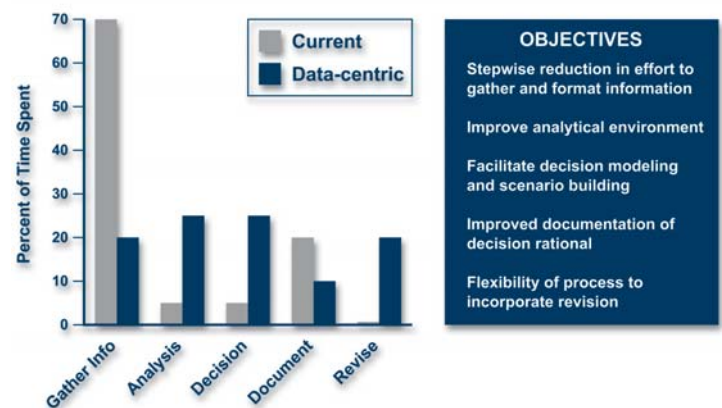 70
60
50
40
30
20
10
0
Percent of Time Spent
Current
Data-centric
Gather Info
Analysis
Decision
Document
Revise
OBJECTIVES
Stepwise reduction in effort to
gather and format information
Improve analytical environment
Facilitate decision modeling
and scenario building
Improved documentation of
decision rational
Flexibility of process to
incorporate revision